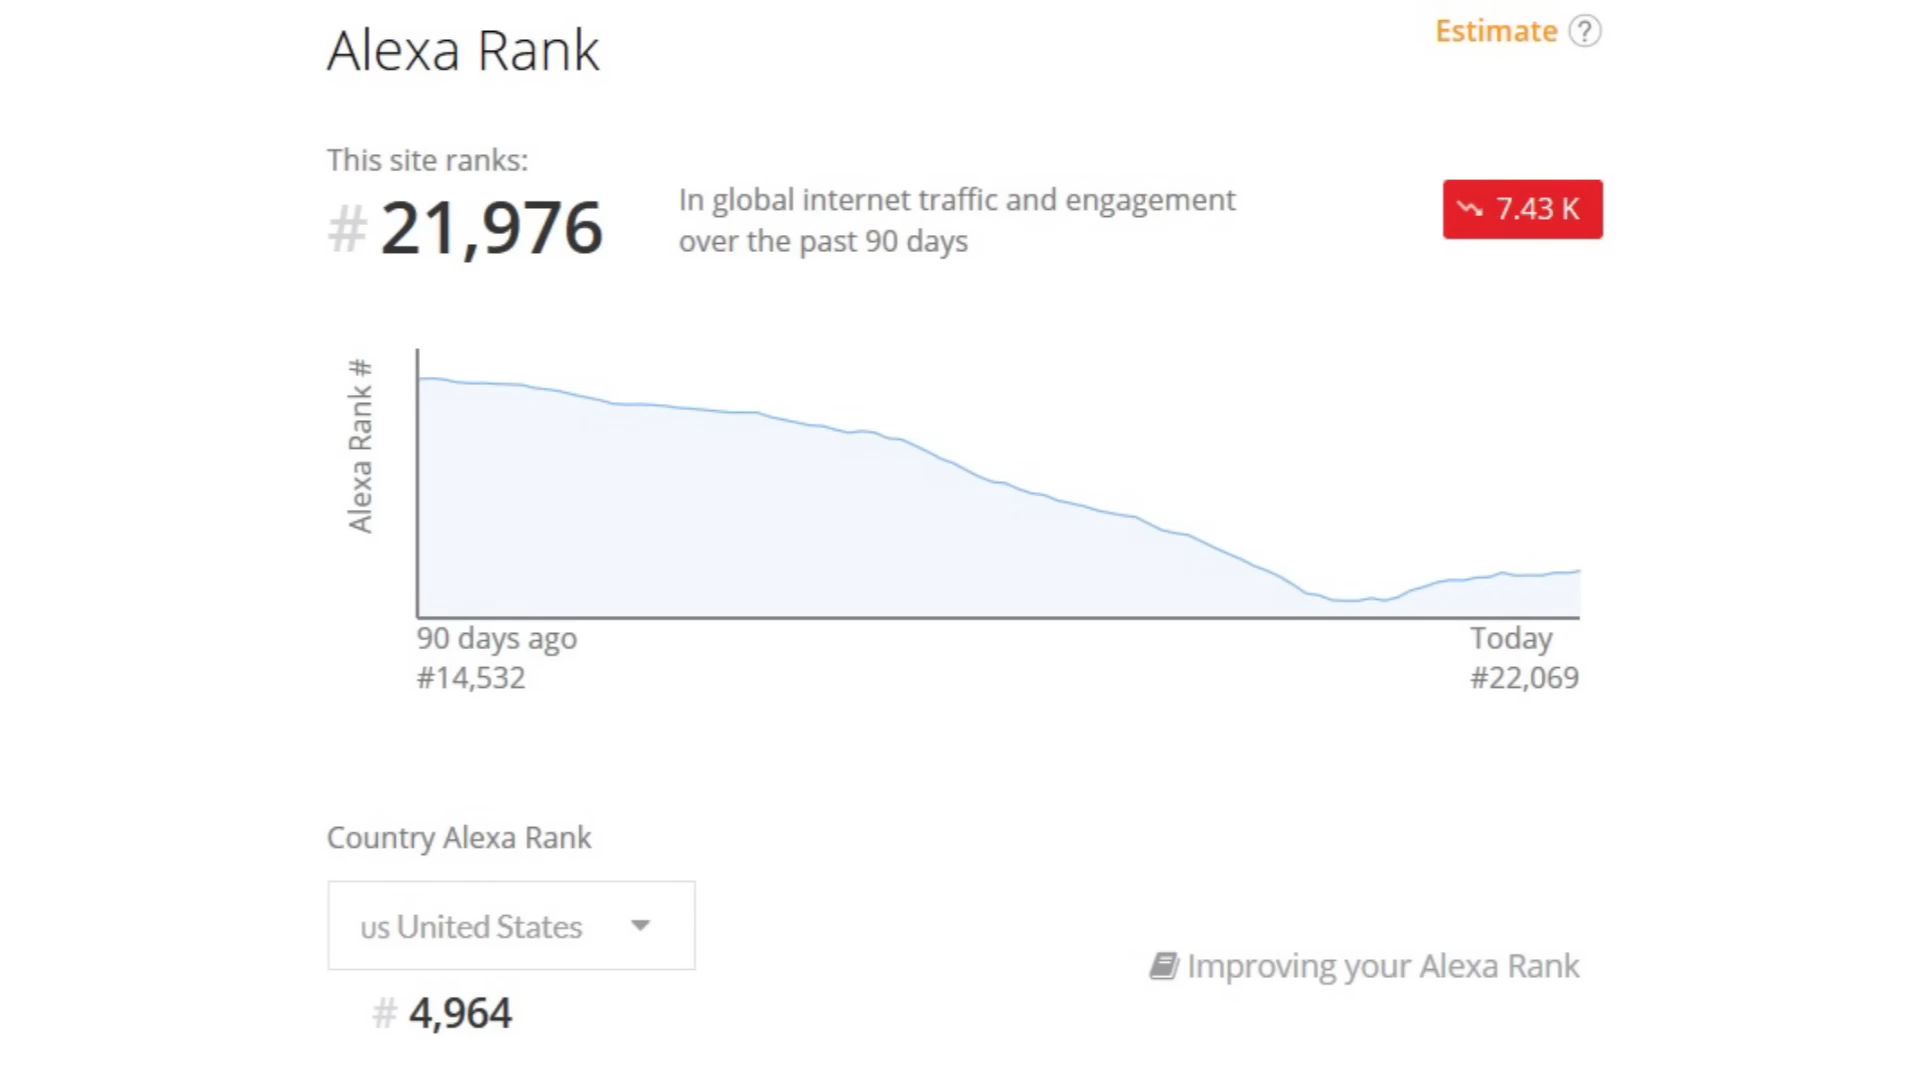 Alexa Rank
Estimate ?
This site ranks:
# 21,976
In global internet traffic and engagement
over the past 90 days
7.43 K
Alexa Rank #
90 days ago
#14,532
Today
#22,069
Country Alexa Rank
us United States
# 4,964
Improving your Alexa Rank